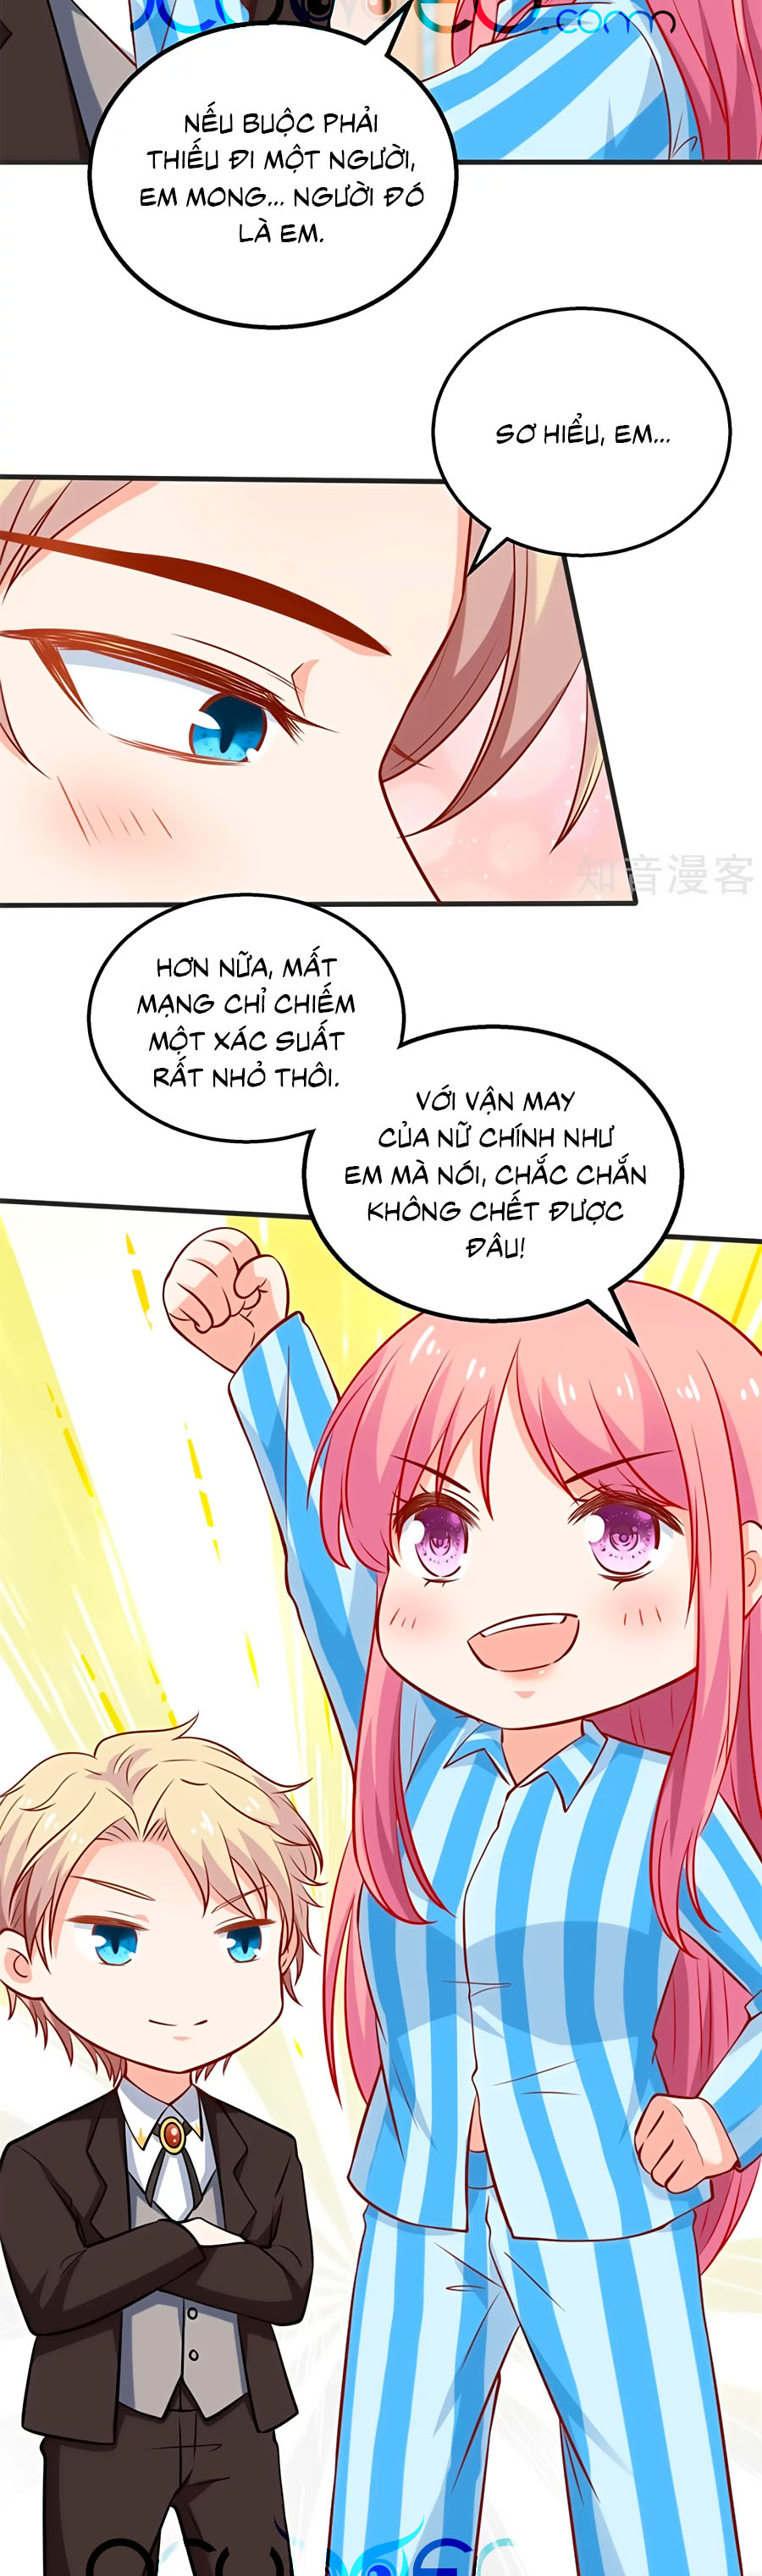 .com
NẾU BUỘC PHẢI
THIẾU ĐI MỘT NGƯỜI,
EM MONG... NGƯỜI ĐÓ
LÀ EM.
SƠ HIỂU, EM...
知音漫客
HƠN NỮA, MẤT
MẠNG CHỈ CHIẾM
MỘT XÁC SUẤT
RẤT NHỎ THÔI.
VỚI VẬN MAY
CỦA NỮ CHÍNH NHƯ
EM MÀ NÓI, CHẮC CHẮN
KHÔNG CHẾT ĐƯỢC
ĐÂU!